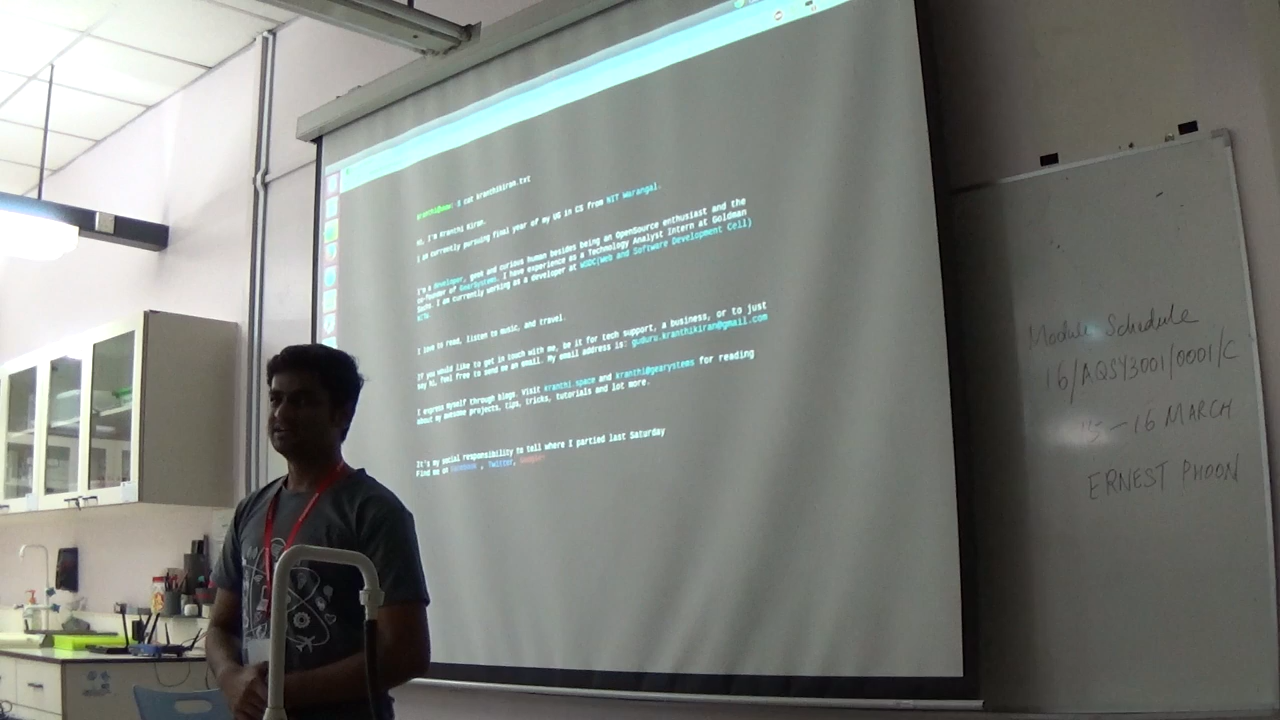 kranthi@emw: $ cat kranthikiran.txt
Hi, I'm Kranthi Kiran.
I am currently pursuing final year of my UG in CS from NIT Warangal.
I'm a developer, geek and curious human besides being an OpenSource enthusiast and the
co-founder of GearSystems. I have experience as a Technology Analyst Intern at Goldman
Sachs. I am currently working as a developer at WSDC(Web and Software Development Cell)
NITW.
I love to read, listen to music, and travel.
If you would like to get in touch with me, be it for tech support, a business, or to just
say Hi, feel free to send me an email. My email address is: guduru.kranthikiran@gmail.com
I express myself through blogs. Visit kranthi.space and kranthi@gearystems for reading
about my awesome projects, tips, tricks, tutorials and lot more.
It's my social responsibility to tell where I partied last Saturday
Find me on Facebook , Twitter, Google+
Module Schedule
16/AQSY3001/0001/C
15-16 MARCH
ERNEST PHOON